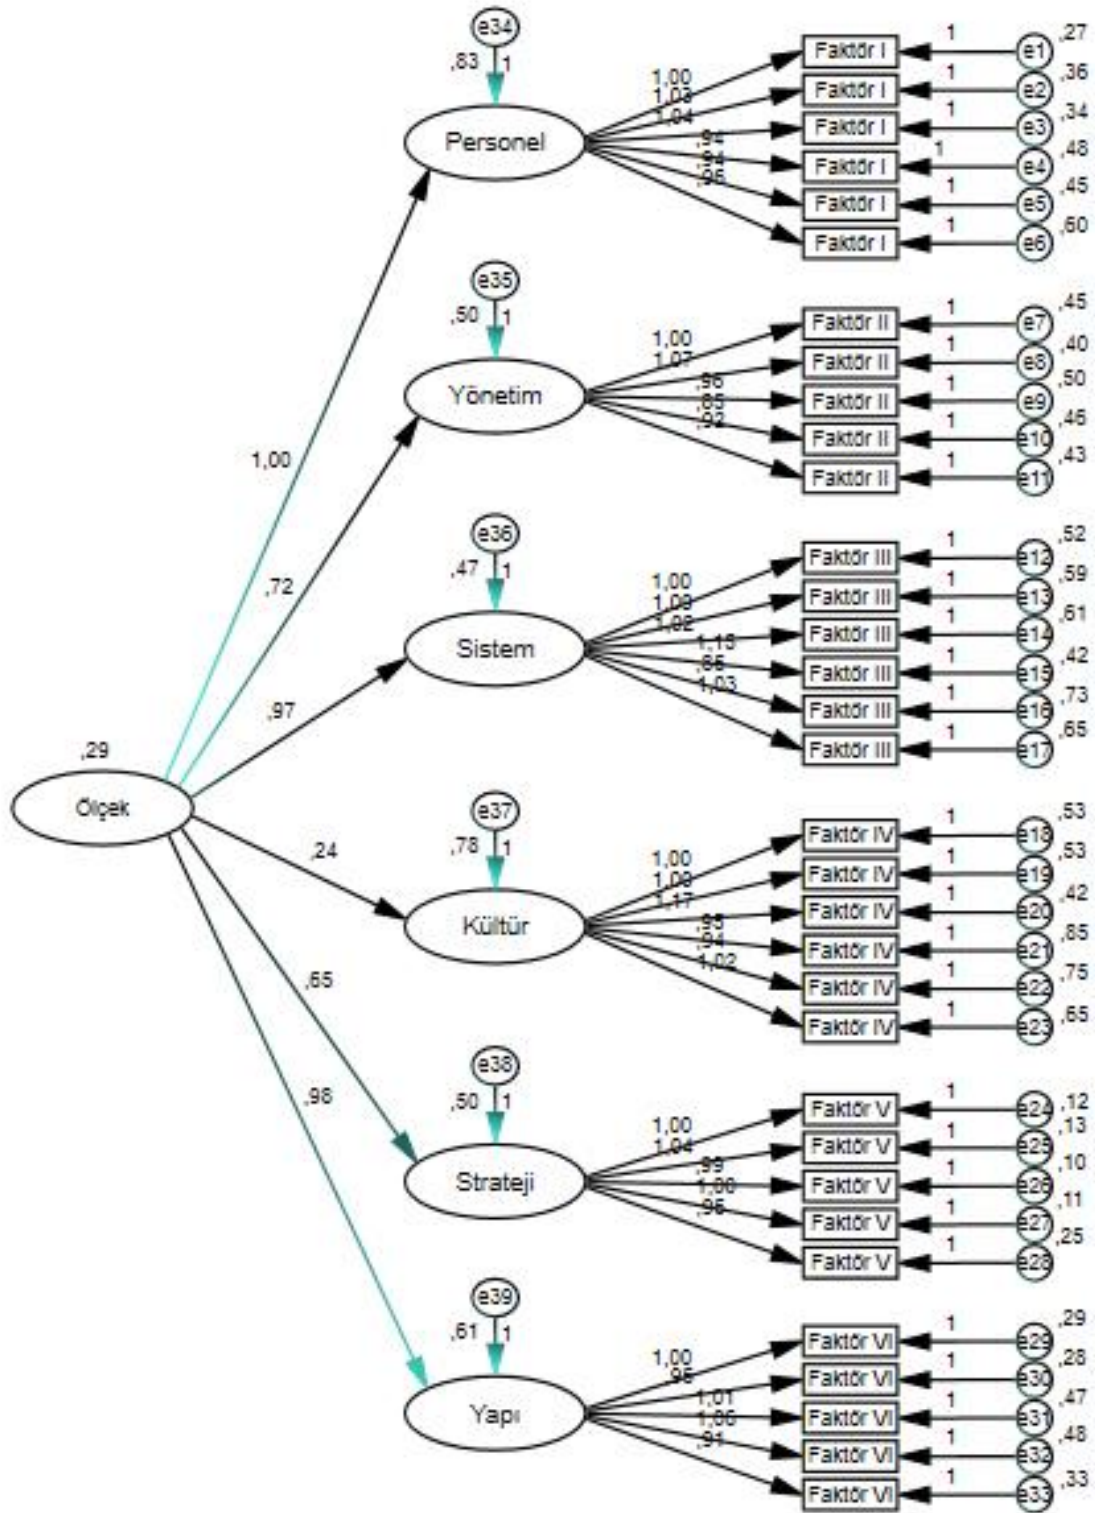 e34
,83 1
Personel
1,00
1,03
1,04
,94
,94
,96
Faktör I 1 e1 ,27
Faktör I 1 e2 ,36
Faktör I 1 e3 ,34
Faktör I 1 e4 ,48
Faktör I 1 e5 ,45
Faktör I 1 e6 ,60
e35
,50 1
Yönetim
1,00
1,07
,96
,85
,92
Faktör II 1 e7 ,45
Faktör II 1 e8 ,40
Faktör II 1 e9 ,50
Faktör II 1 e10 ,46
Faktör II 1 e11 ,43
e36
,47 1
Sistem
1,00
1,02
1,13
1,03
Faktör III 1 e12 ,52
Faktör III 1 e13 ,59
Faktör III 1 e14 ,61
Faktör III 1 e15 ,42
Faktör III 1 e16 ,73
Faktör III 1 e17 ,65
1,00
,72
,97
,29
Ölçek
,24
,65
,98
e37
,78 1
Kültür
1,00
1,17
1,02
Faktör IV 1 e18 ,53
Faktör IV 1 e19 ,53
Faktör IV 1 e20 ,42
Faktör IV 1 e21 ,85
Faktör IV 1 e22 ,75
Faktör IV 1 e23 ,65
e38
,50 1
Strateji
1,00
1,04
,99
1,00
Faktör V 1 e24 ,12
Faktör V 1 e25 ,13
Faktör V 1 e26 ,10
Faktör V 1 e27 ,11
Faktör V 1 e28 ,25
e39
,61 1
Yapı
1,00
1,01
1,06
,91
Faktör VI 1 e29 ,29
Faktör VI 1 e30 ,28
Faktör VI 1 e31 ,47
Faktör VI 1 e32 ,48
Faktör VI 1 e33 ,33